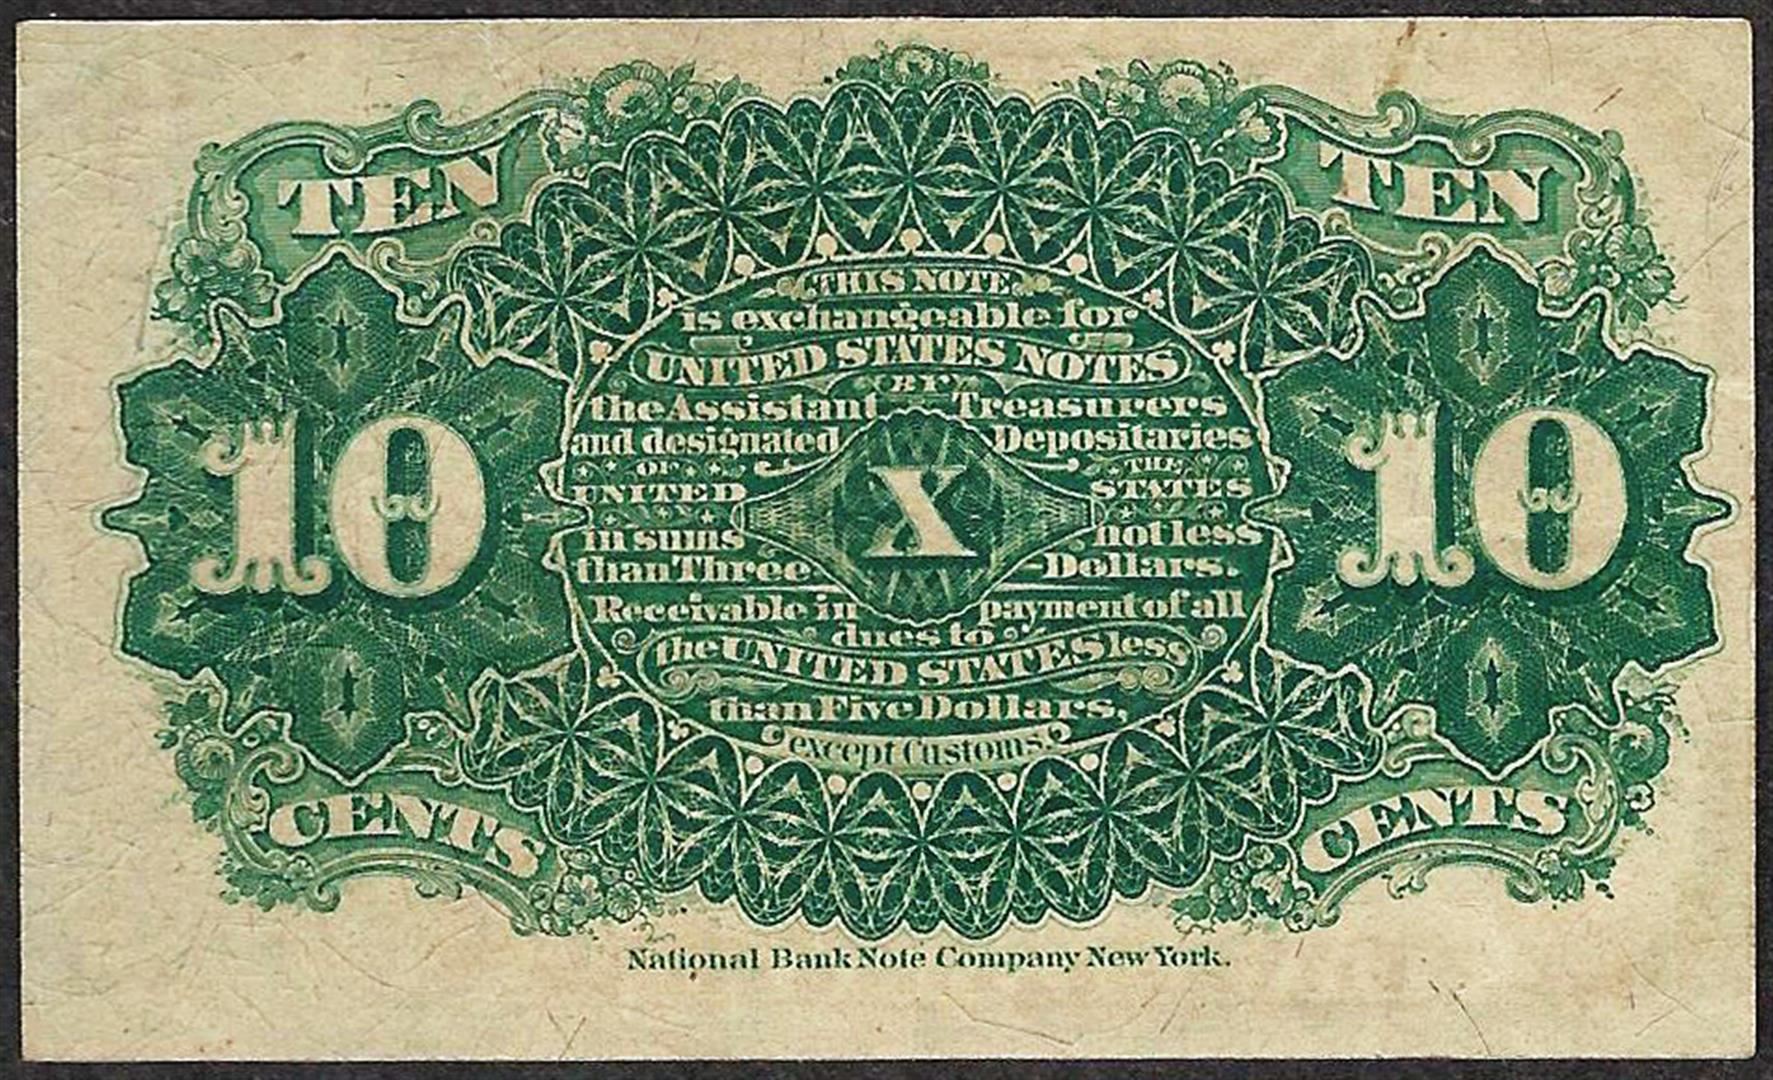 TEN TEN
THIS NOTE
is exchangeable for
UNITED STATES NOTES
BY
the Assistant Treasurers
and designated Depositaries
OF THE
UNITED STATES
in sums not less
than Three Dollars.
Receivable in payment of all
dues to
the UNITED STATES less
than Five Dollars,
except Customs.
10 X 10
CENTS CENTS
National Bank Note Company New York.